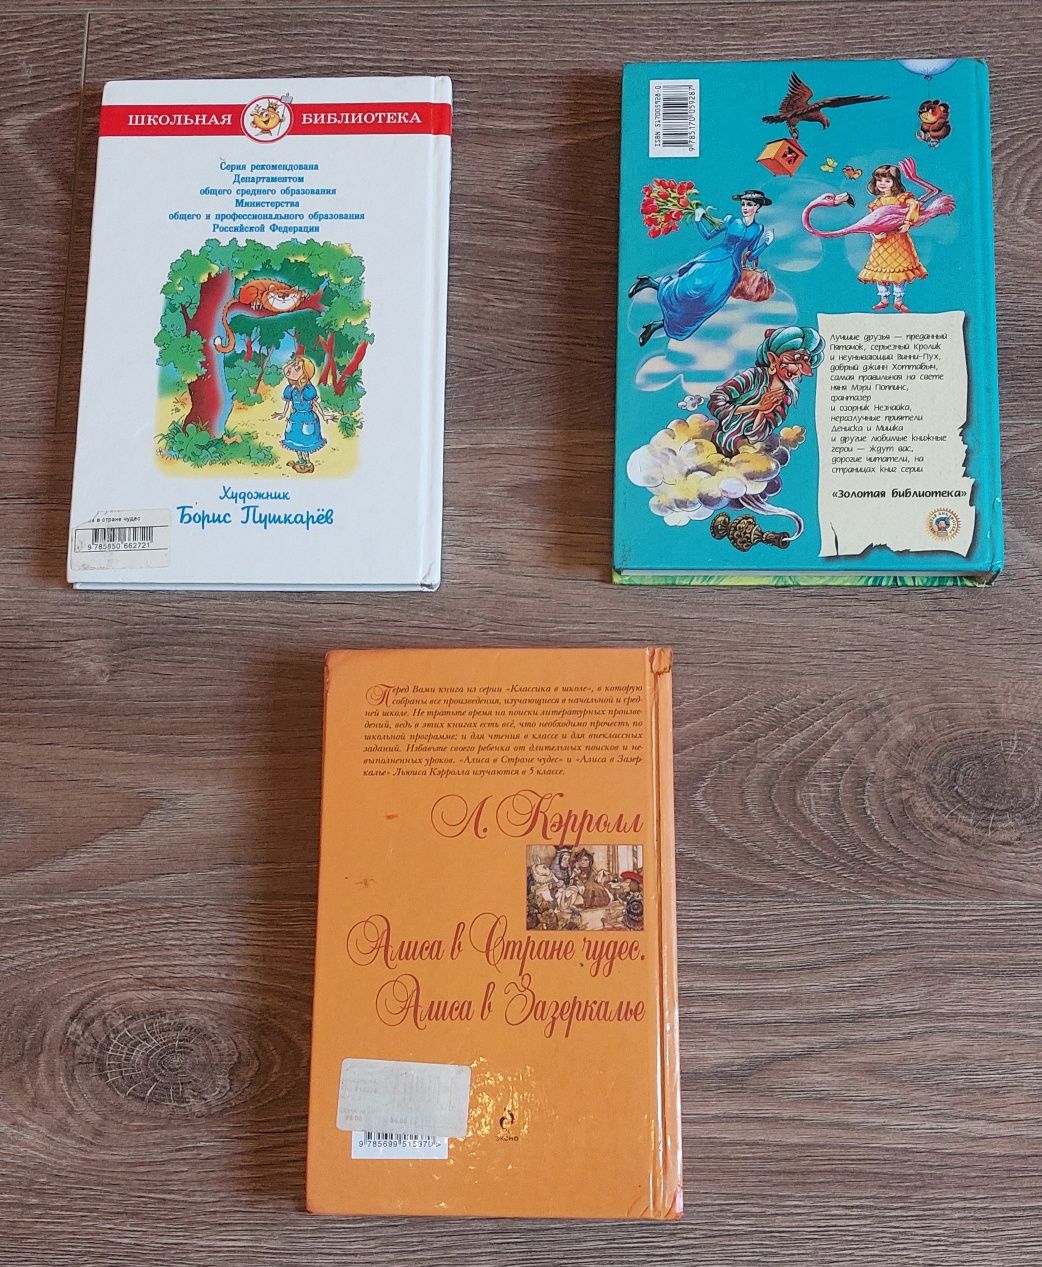 ШКОЛЬНАЯ БИБЛИОТЕКА
Серия рекомендована
Департаментом
общего среднего образования
Министерства
общего и профессионального образования
Российской Федерации
Художник
Борис Пушкарёв
в стране чудес
9 785850 662721
ISBN 517005928-0
9 785170 059287
Лучшие друзья — преданный
Пятачок, серьезный Кролик
и неунывающий Винни-Пух,
добрый джинн Хоттабыч,
самая правильная на свете
няня Мэри Поппинс,
фантазер
и озорник Незнайка,
неразлучные приятели
Дениска и Мишка
и другие любимые книжные
герои — ждут вас,
дорогие читатели, на
страницах книг серии
«Золотая библиотека»
Перед Вами книга из серии «Классика в школе», в которую
собраны все произведения, изучающиеся в начальной и сред-
ней школе. Не тратьте время на поиски литературных произве-
дений, ведь в этих книгах есть всё, что необходимо прочесть по
школьной программе: и для чтения в классе и для внеклассных
заданий. Избавьте своего ребенка от длительных поисков и не-
выполненных уроков. «Алиса в Стране чудес» и «Алиса в Зазер-
калье» Льюиса Кэрролла изучаются в 5 классе.
Л. Кэрролл
Алиса в Стране чудес.
Алиса в Зазеркалье
эксмо